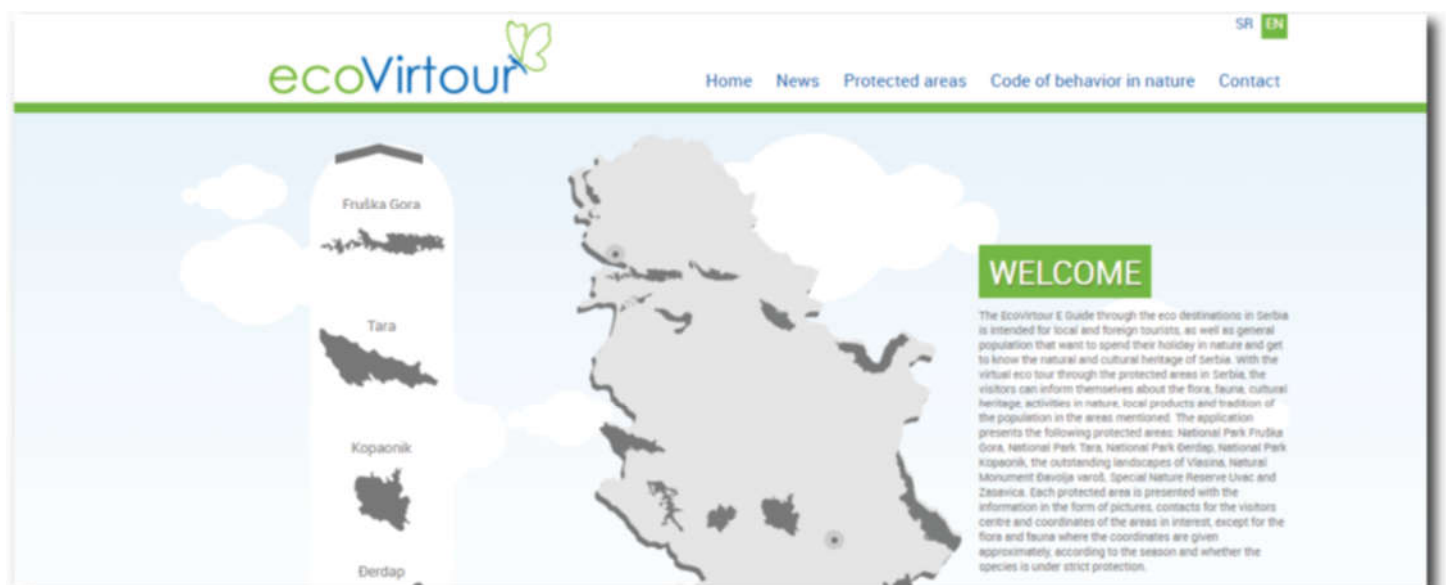 SR EN
ecoVirtour
Home News Protected areas Code of behavior in nature Contact
Fruška Gora
Tara
Kopaonik
Đerdap
WELCOME
The EcoVirtour E Guide through the eco destinations in Serbia
is intended for local and foreign tourists, as well as general
population that want to spend their holiday in nature and get
to know the natural and cultural heritage of Serbia. With the
virtual eco tour through the protected areas in Serbia, the
visitors can inform themselves about the flora, fauna, cultural
heritage, activities in nature, local products and tradition of
the population in the areas mentioned. The application
presents the following protected areas: National Park Fruška
Gora, National Park Tara, National Park Đerdap, National Park
Kopaonik, the outstanding landscapes of Vlasina, Natural
Monument Đavolja varoš, Special Nature Reserve Uvac and
Zasavica. Each protected area is presented with the
information in the form of pictures, contacts for the visitors
centre and coordinates of the areas in interest, except for the
flora and fauna where the coordinates are given
approximately, according to the season and whether the
species is under strict protection.